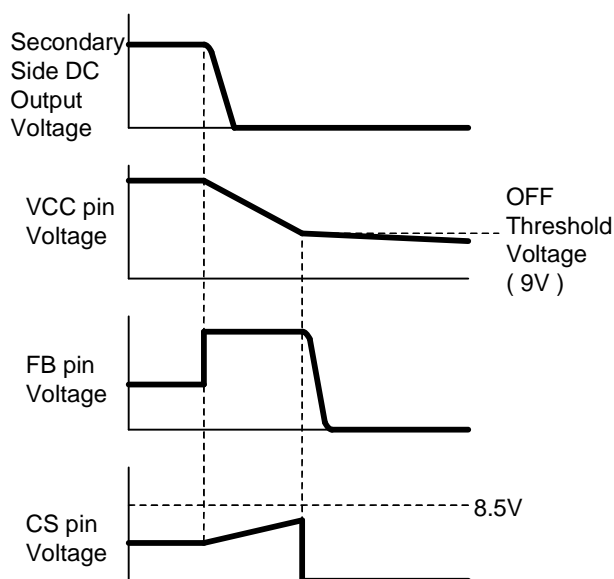 Secondary
Side DC
Output
Voltage
VCC pin
Voltage
OFF
Threshold
Voltage
( 9V )
FB pin
Voltage
CS pin
Voltage
8.5V